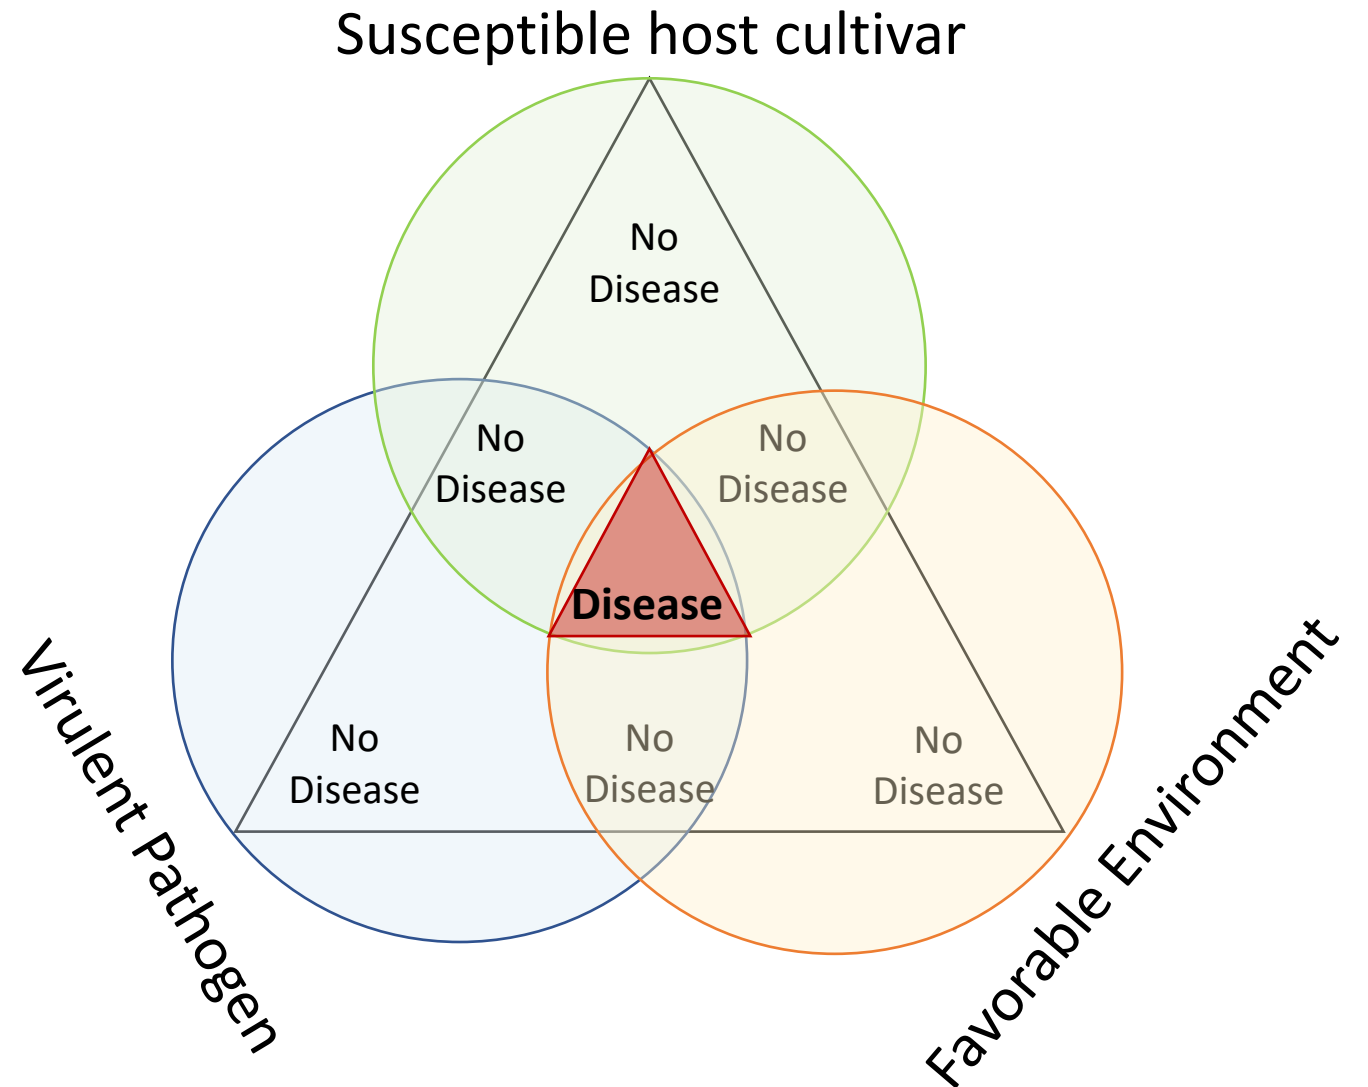 Susceptible host cultivar
No
Disease
No
Disease
No
Disease
Disease
No
Disease
No
Disease
No
Disease
Virulent Pathogen
Favorable Environment